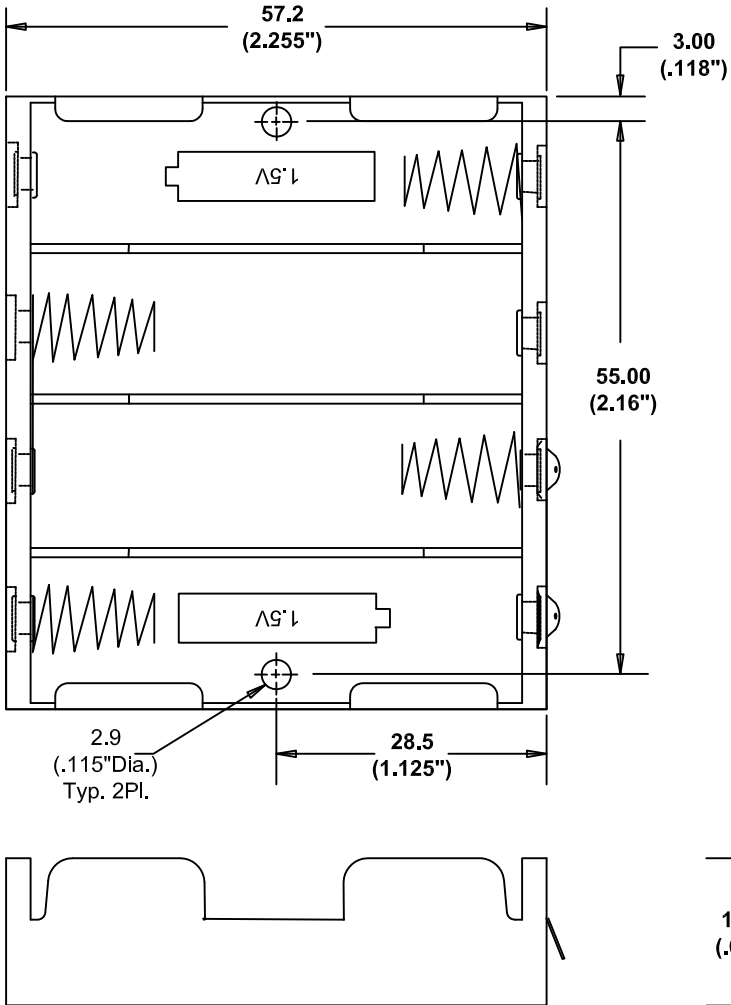 57.2
(2.255")
3.00
(.118")
1.5V
55.00
(2.16")
1.5V
2.9
(.115"Dia.)
Typ. 2Pl.
28.5
(1.125")